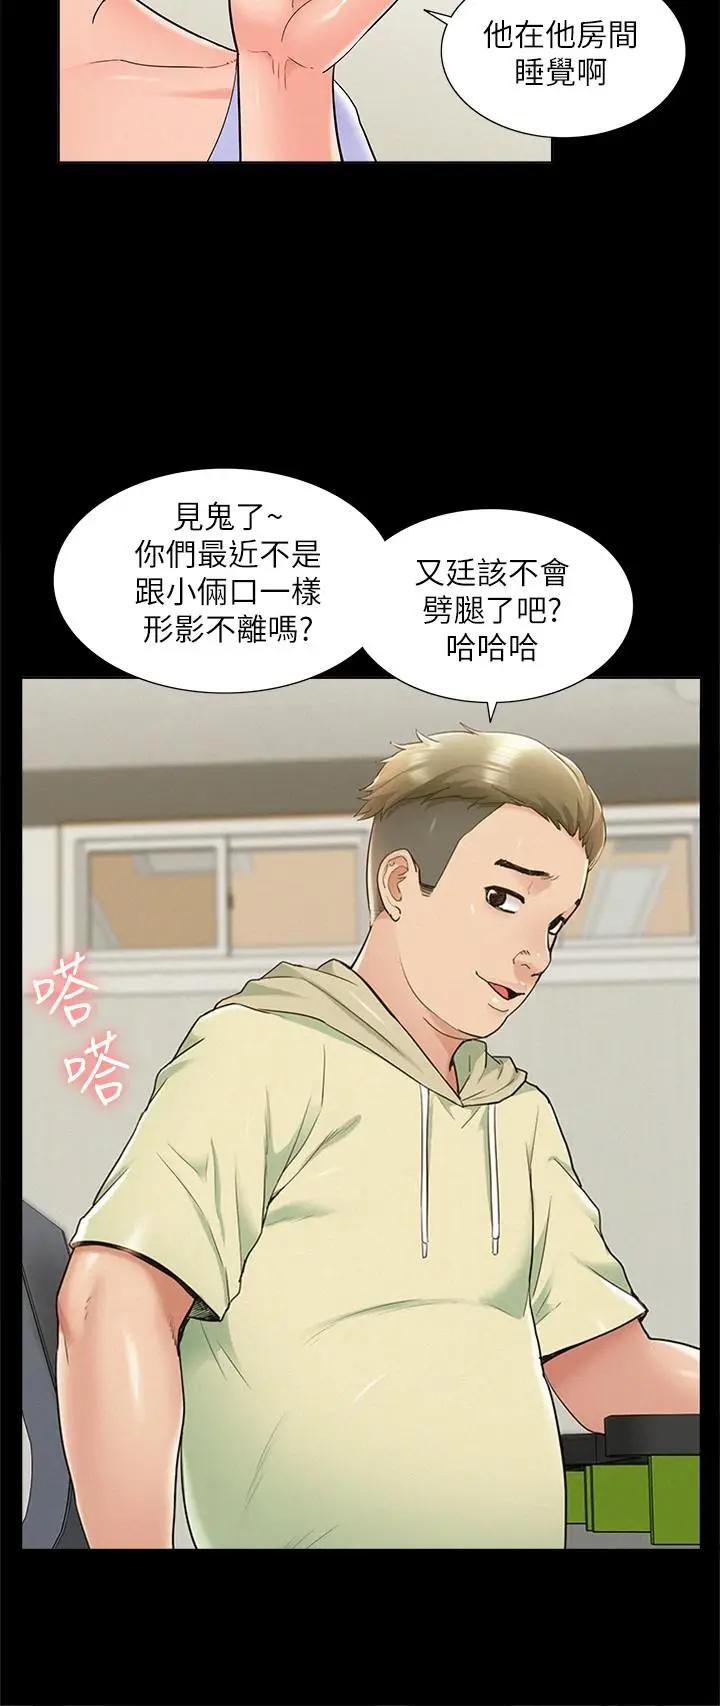 他在他房間
睡覺啊
見鬼了~
你們最近不是
跟小倆口一樣
形影不離嗎?
又廷該不會
劈腿了吧?
哈哈哈
嗒
嗒